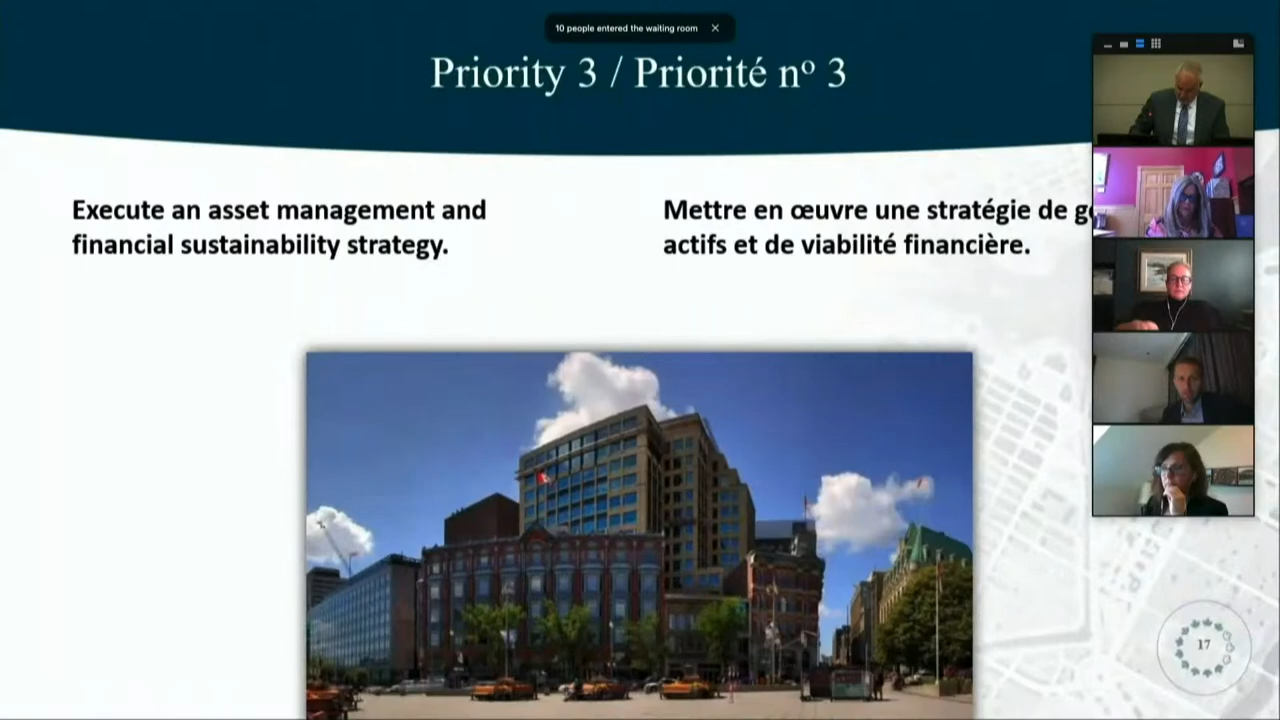 10 people entered the waiting room
Priority 3 / Priorité nº 3
Execute an asset management and
financial sustainability strategy.
Mettre en œuvre une stratégie de
actifs et de viabilité financière.
17